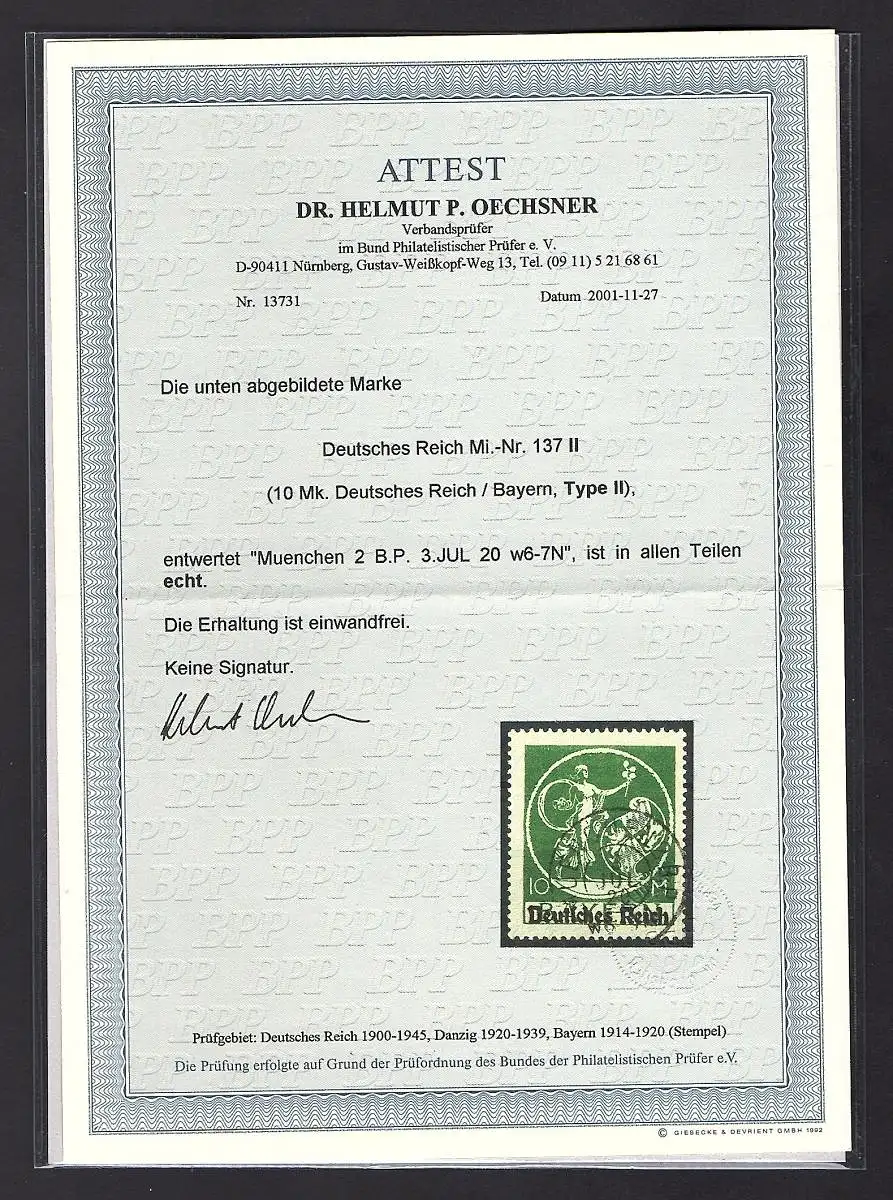 ATTEST
DR. HELMUT P. OECHSNER
Verbandsprüfer
im Bund Philatelistischer Prüfer e. V.
D-90411 Nürnberg, Gustav-Weißkopf-Weg 13, Tel. (09 11) 5 21 68 61
Nr. 13731 Datum 2001-11-27
Die unten abgebildete Marke
Deutsches Reich Mi.-Nr. 137 II
(10 Mk. Deutsches Reich / Bayern, Type II),
entwertet "Muenchen 2 B.P. 3.JUL 20 w6-7N", ist in allen Teilen
echt.
Die Erhaltung ist einwandfrei.
Keine Signatur.
10 M
Deutsches Reich
Prüfgebiet: Deutsches Reich 1900-1945, Danzig 1920-1939, Bayern 1914-1920 (Stempel)
Die Prüfung erfolgte auf Grund der Prüfordnung des Bundes der Philatelistischen Prüfer e.V.
© GIESECKE & DEVRIENT GMBH 1992